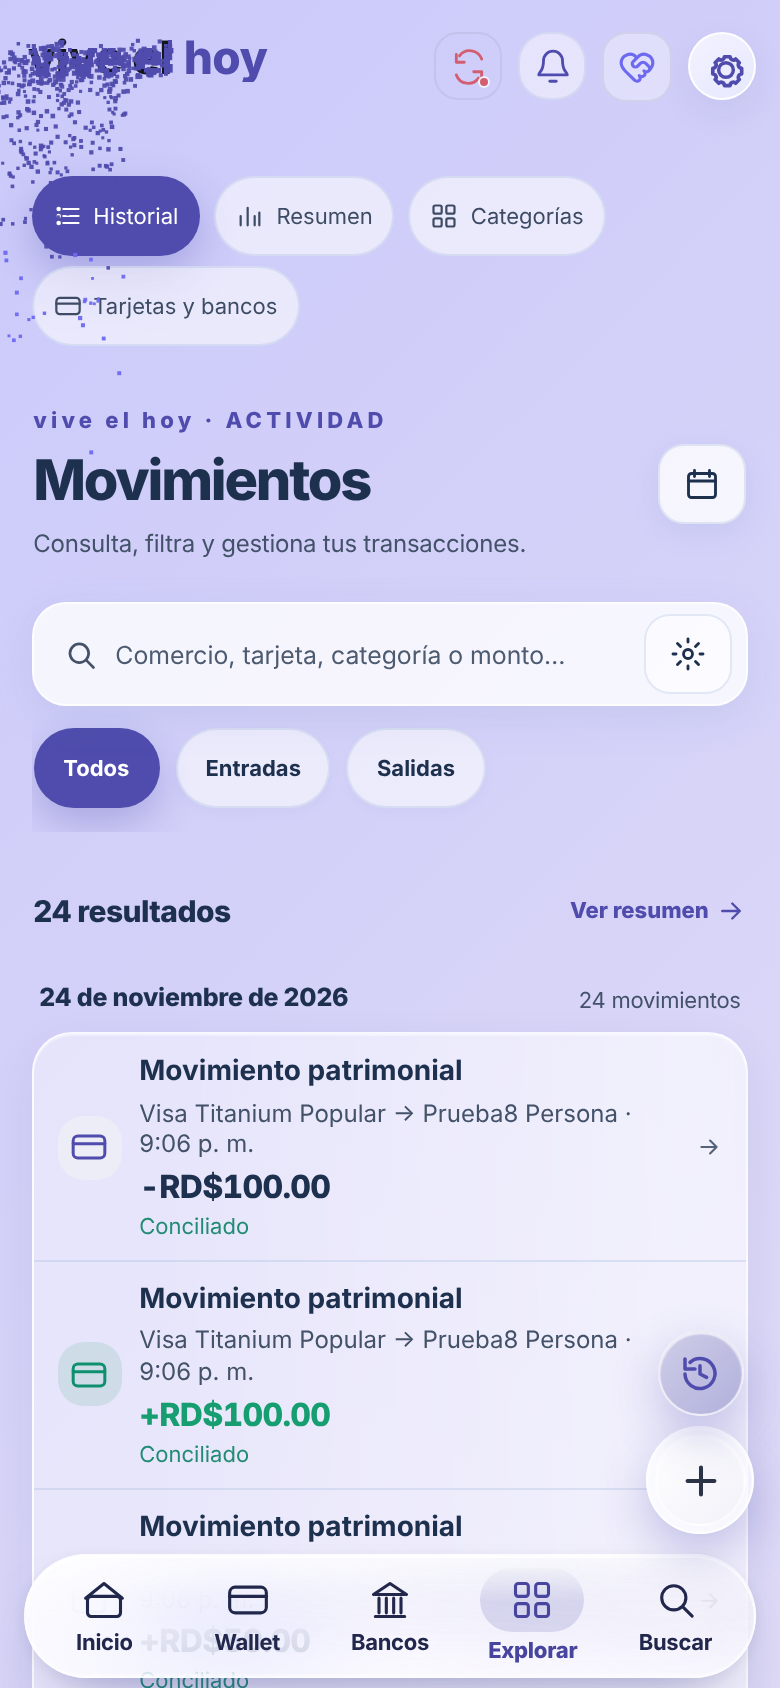 vive el hoy
Historial
Resumen
Categorías
Tarjetas y bancos
vive el hoy · ACTIVIDAD
Movimientos
Consulta, filtra y gestiona tus transacciones.
Comercio, tarjeta, categoría o monto...
Todos
Entradas
Salidas
24 resultados
Ver resumen →
24 de noviembre de 2026
24 movimientos
Movimiento patrimonial
Visa Titanium Popular → Prueba8 Persona ·
9:06 p. m.
-RD$100.00
Conciliado
→
Movimiento patrimonial
Visa Titanium Popular → Prueba8 Persona ·
9:06 p. m.
+RD$100.00
Conciliado
Movimiento patrimonial
Inicio
Wallet
Bancos
Explorar
Buscar
Conciliado